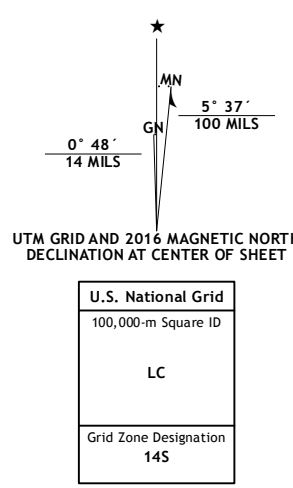 ★
MN
GN
5° 37´
100 MILS
0° 48´
14 MILS
UTM GRID AND 2016 MAGNETIC NORTH
DECLINATION AT CENTER OF SHEET
U.S. National Grid
100,000-m Square ID
LC
Grid Zone Designation
14S